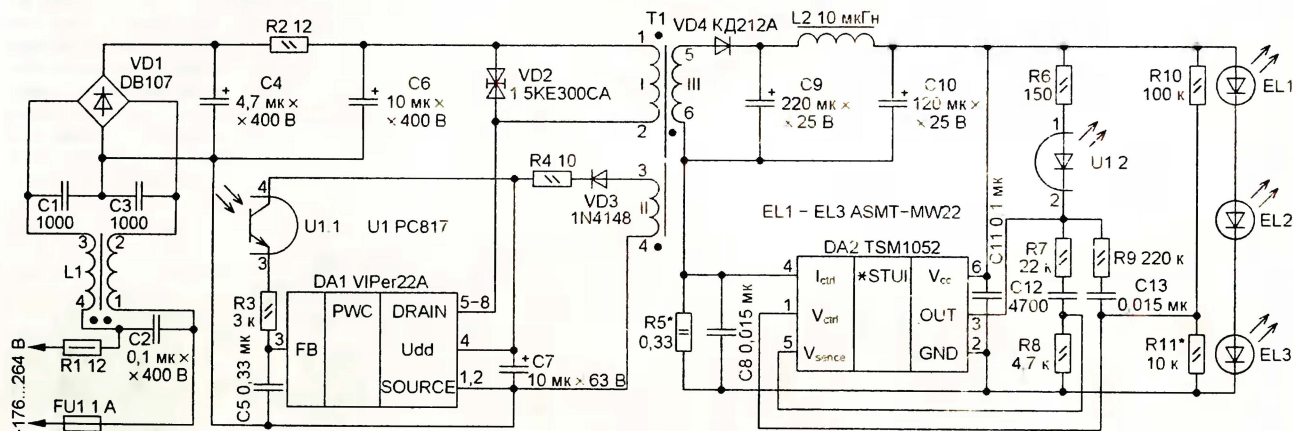 VD1
DB107
R2 12
C4
4,7 мк ×
× 400 В
C6
10 мк ×
× 400 В
VD2
1 5KE300CA
T1
1
I
2
5
III
6
3
II
4
VD4 КД212А
L2 10 мкГн
C9
220 мк ×
× 25 В
C10
120 мк ×
× 25 В
R6
150
R10
100 к
EL1
U1 2
1
2
C1
1000
C3
1000
4
U1.1
U1 PC817
3
R4 10
VD3
1N4148
EL1 – EL3 ASMT-MW22
C11 0,1 мк
EL2
L1
3
2
4
1
R3
3 к
C5 0,33 мк
DA1 VIPer22A
PWC
DRAIN
FB
Udd
SOURCE
3
5–8
4
1,2
C7
10 мк × 63 В
R5*
0,33
C8 0,015 мк
DA2 TSM1052
*STUI
Ictrl
Vctrl
Vsence
Vcc
OUT
GND
4
1
5
6
3
2
R7
22 к
R9 220 к
C12
4700
C13
0,015 мк
R8
4,7 к
R11*
10 к
EL3
R1 12
C2
0,1 мк ×
× 400 В
FU1 1 А
~176...264 В